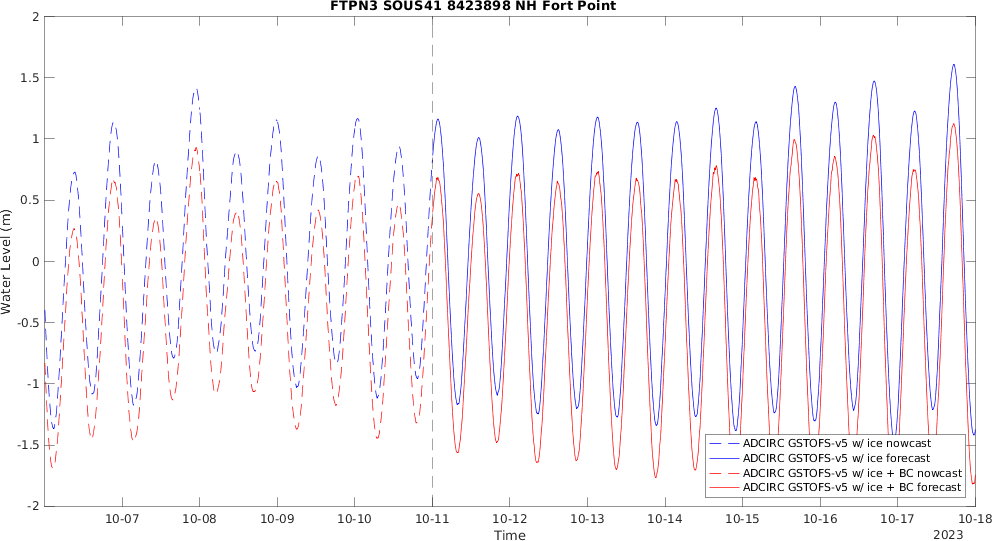 FTPN3 SOUS41 8423898 NH Fort Point
Water Level (m)
2
1.5
1
0.5
0
-0.5
-1
-1.5
-2
ADCIRC GSTOFS-v5 w/ ice nowcast
ADCIRC GSTOFS-v5 w/ ice forecast
ADCIRC GSTOFS-v5 w/ ice + BC nowcast
ADCIRC GSTOFS-v5 w/ ice + BC forecast
10-07 10-08 10-09 10-10 10-11 10-12 10-13 10-14 10-15 10-16 10-17 10-18
Time
2023